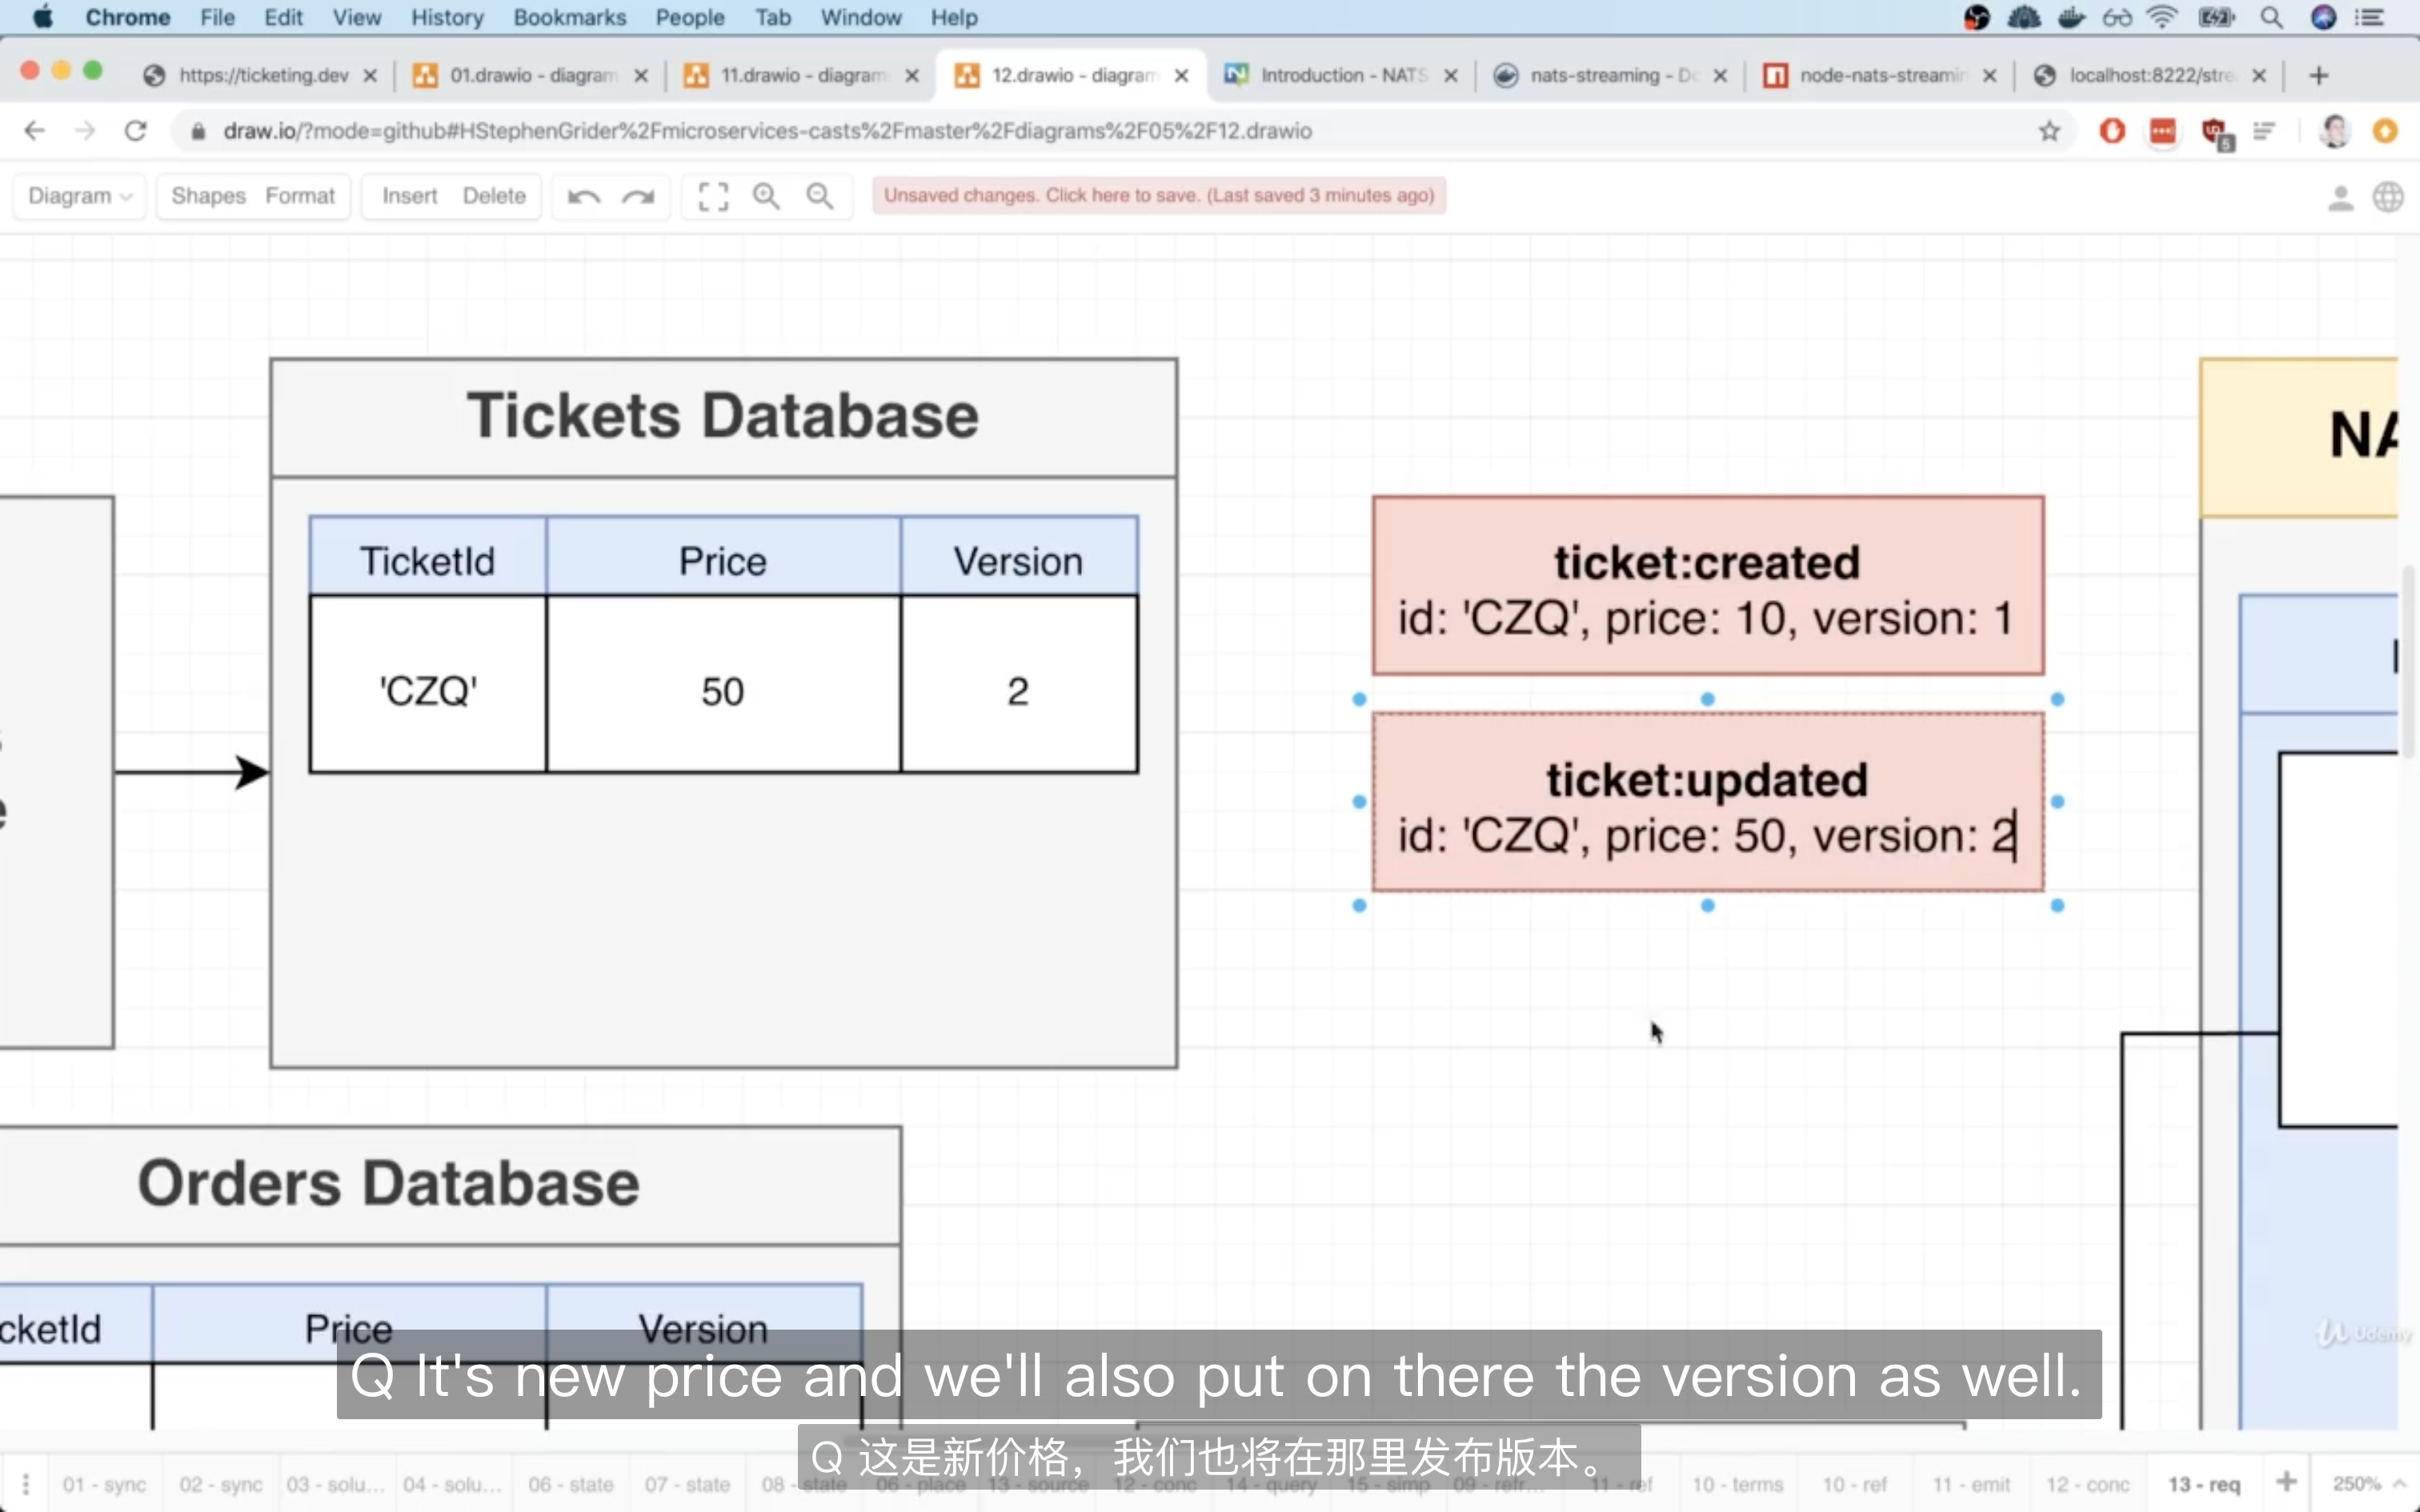 Chrome File Edit View History Bookmarks People Tab Window Help
https://ticketing.dev 01.drawio - diagram 11.drawio - diagram 12.drawio - diagram Introduction - NATS nats-streaming - Do node-nats-streamin localhost:8222/stre
draw.io/?mode=github#HStephenGrider%2Fmicroservices-casts%2Fmaster%2Fdiagrams%2F05%2F12.drawio
5
Diagram Shapes Format Insert Delete Unsaved changes. Click here to save. (Last saved 3 minutes ago)
Tickets Database
TicketId Price Version
'CZQ' 50 2
ticket:created
id: 'CZQ', price: 10, version: 1
ticket:updated
id: 'CZQ', price: 50, version: 2
NA
Orders Database
cketId Price Version
Udemy
Q It's new price and we'll also put on there the version as well.
Q 这是新价格，我们也将在那里发布版本。
01 - sync 02 - sync 03 - solu... 04 - solu... 06 - state 07 - state 08 - state 06 - place 13 - source 12 - conc 14 - query 15 - simp 09 - refr... 11 - ref 10 - terms 10 - ref 11 - emit 12 - conc 13 - req 250%